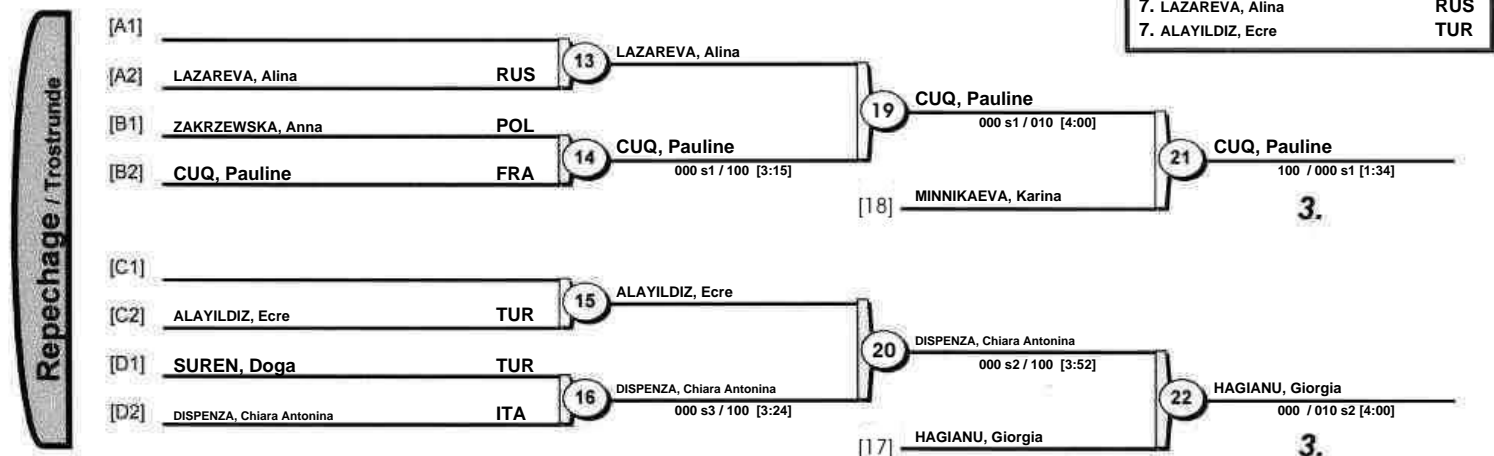 7. LAZAREVA, Alina RUS
7. ALAYILDIZ, Ecre TUR
Repechage / Trostrunde
[A1]
13 LAZAREVA, Alina
[A2] LAZAREVA, Alina RUS
19 CUQ, Pauline
000 s1 / 010 [4:00]
[B1] ZAKRZEWSKA, Anna POL
14 CUQ, Pauline
000 s1 / 100 [3:15]
21 CUQ, Pauline
100 / 000 s1 [1:34]
[B2] CUQ, Pauline FRA
[18] MINNIKAEVA, Karina
3.
[C1]
15 ALAYILDIZ, Ecre
[C2] ALAYILDIZ, Ecre TUR
20 DISPENZA, Chiara Antonina
000 s2 / 100 [3:52]
[D1] SUREN, Doga TUR
16 DISPENZA, Chiara Antonina
000 s3 / 100 [3:24]
22 HAGIANU, Giorgia
000 / 010 s2 [4:00]
[D2] DISPENZA, Chiara Antonina ITA
[17] HAGIANU, Giorgia
3.